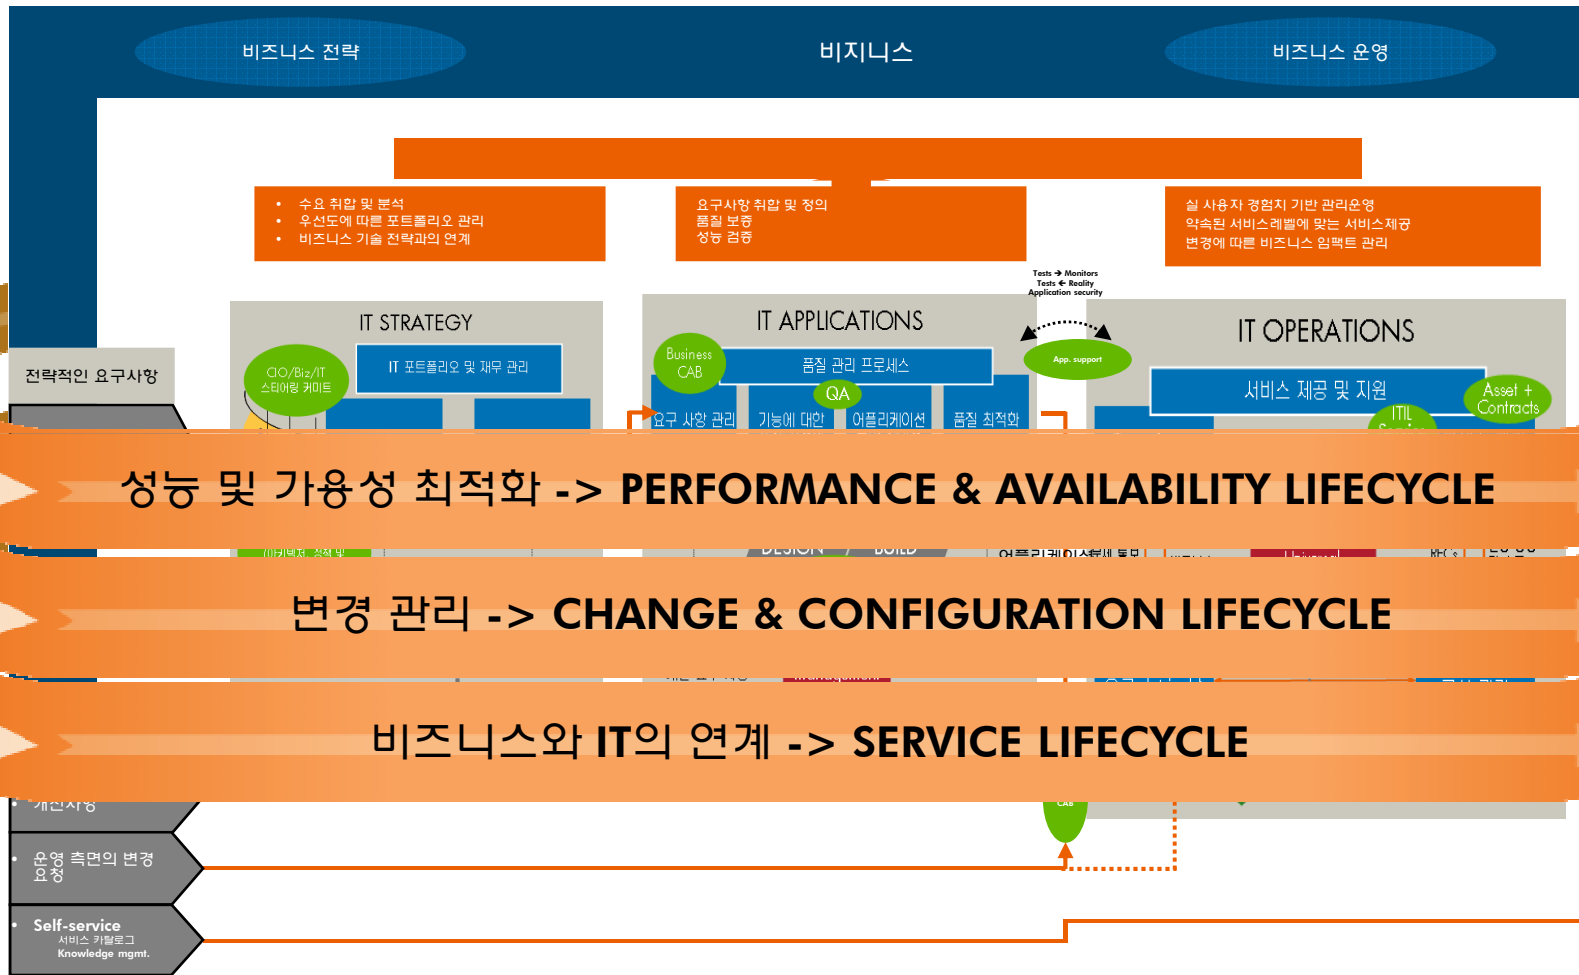 비즈니스 전략
비지니스
비즈니스 운영
• 수요 취합 및 분석
• 우선도에 따른 포트폴리오 관리
• 비즈니스 기술 전략과의 연계
요구사항 취합 및 정의
품질 보증
성능 검증
실 사용자 경험치 기반 관리운영
약속된 서비스레벨에 맞는 서비스제공
변경에 따른 비즈니스 임팩트 관리
Tests ➔ Monitors
Tests ← Reality
Application security
IT STRATEGY
IT APPLICATIONS
IT OPERATIONS
전략적인 요구사항
CIO/Biz/IT
스티어링 커미트
IT 포트폴리오 및 재무 관리
Business
CAB
품질 관리 프로세스
QA
요구 사항 관리
기능에 대한
어플리케이션
품질 최적화
App. support
서비스 제공 및 지원
Asset +
Contracts
ITIL
성능 및 가용성 최적화 -> PERFORMANCE & AVAILABILITY LIFECYCLE
DESIGN
BUILD
변경 관리 -> CHANGE & CONFIGURATION LIFECYCLE
비즈니스와 IT의 연계 -> SERVICE LIFECYCLE
CAB
• 개선사항
• 운영 측면의 변경
요청
• Self-service
서비스 카탈로그
Knowledge mgmt.